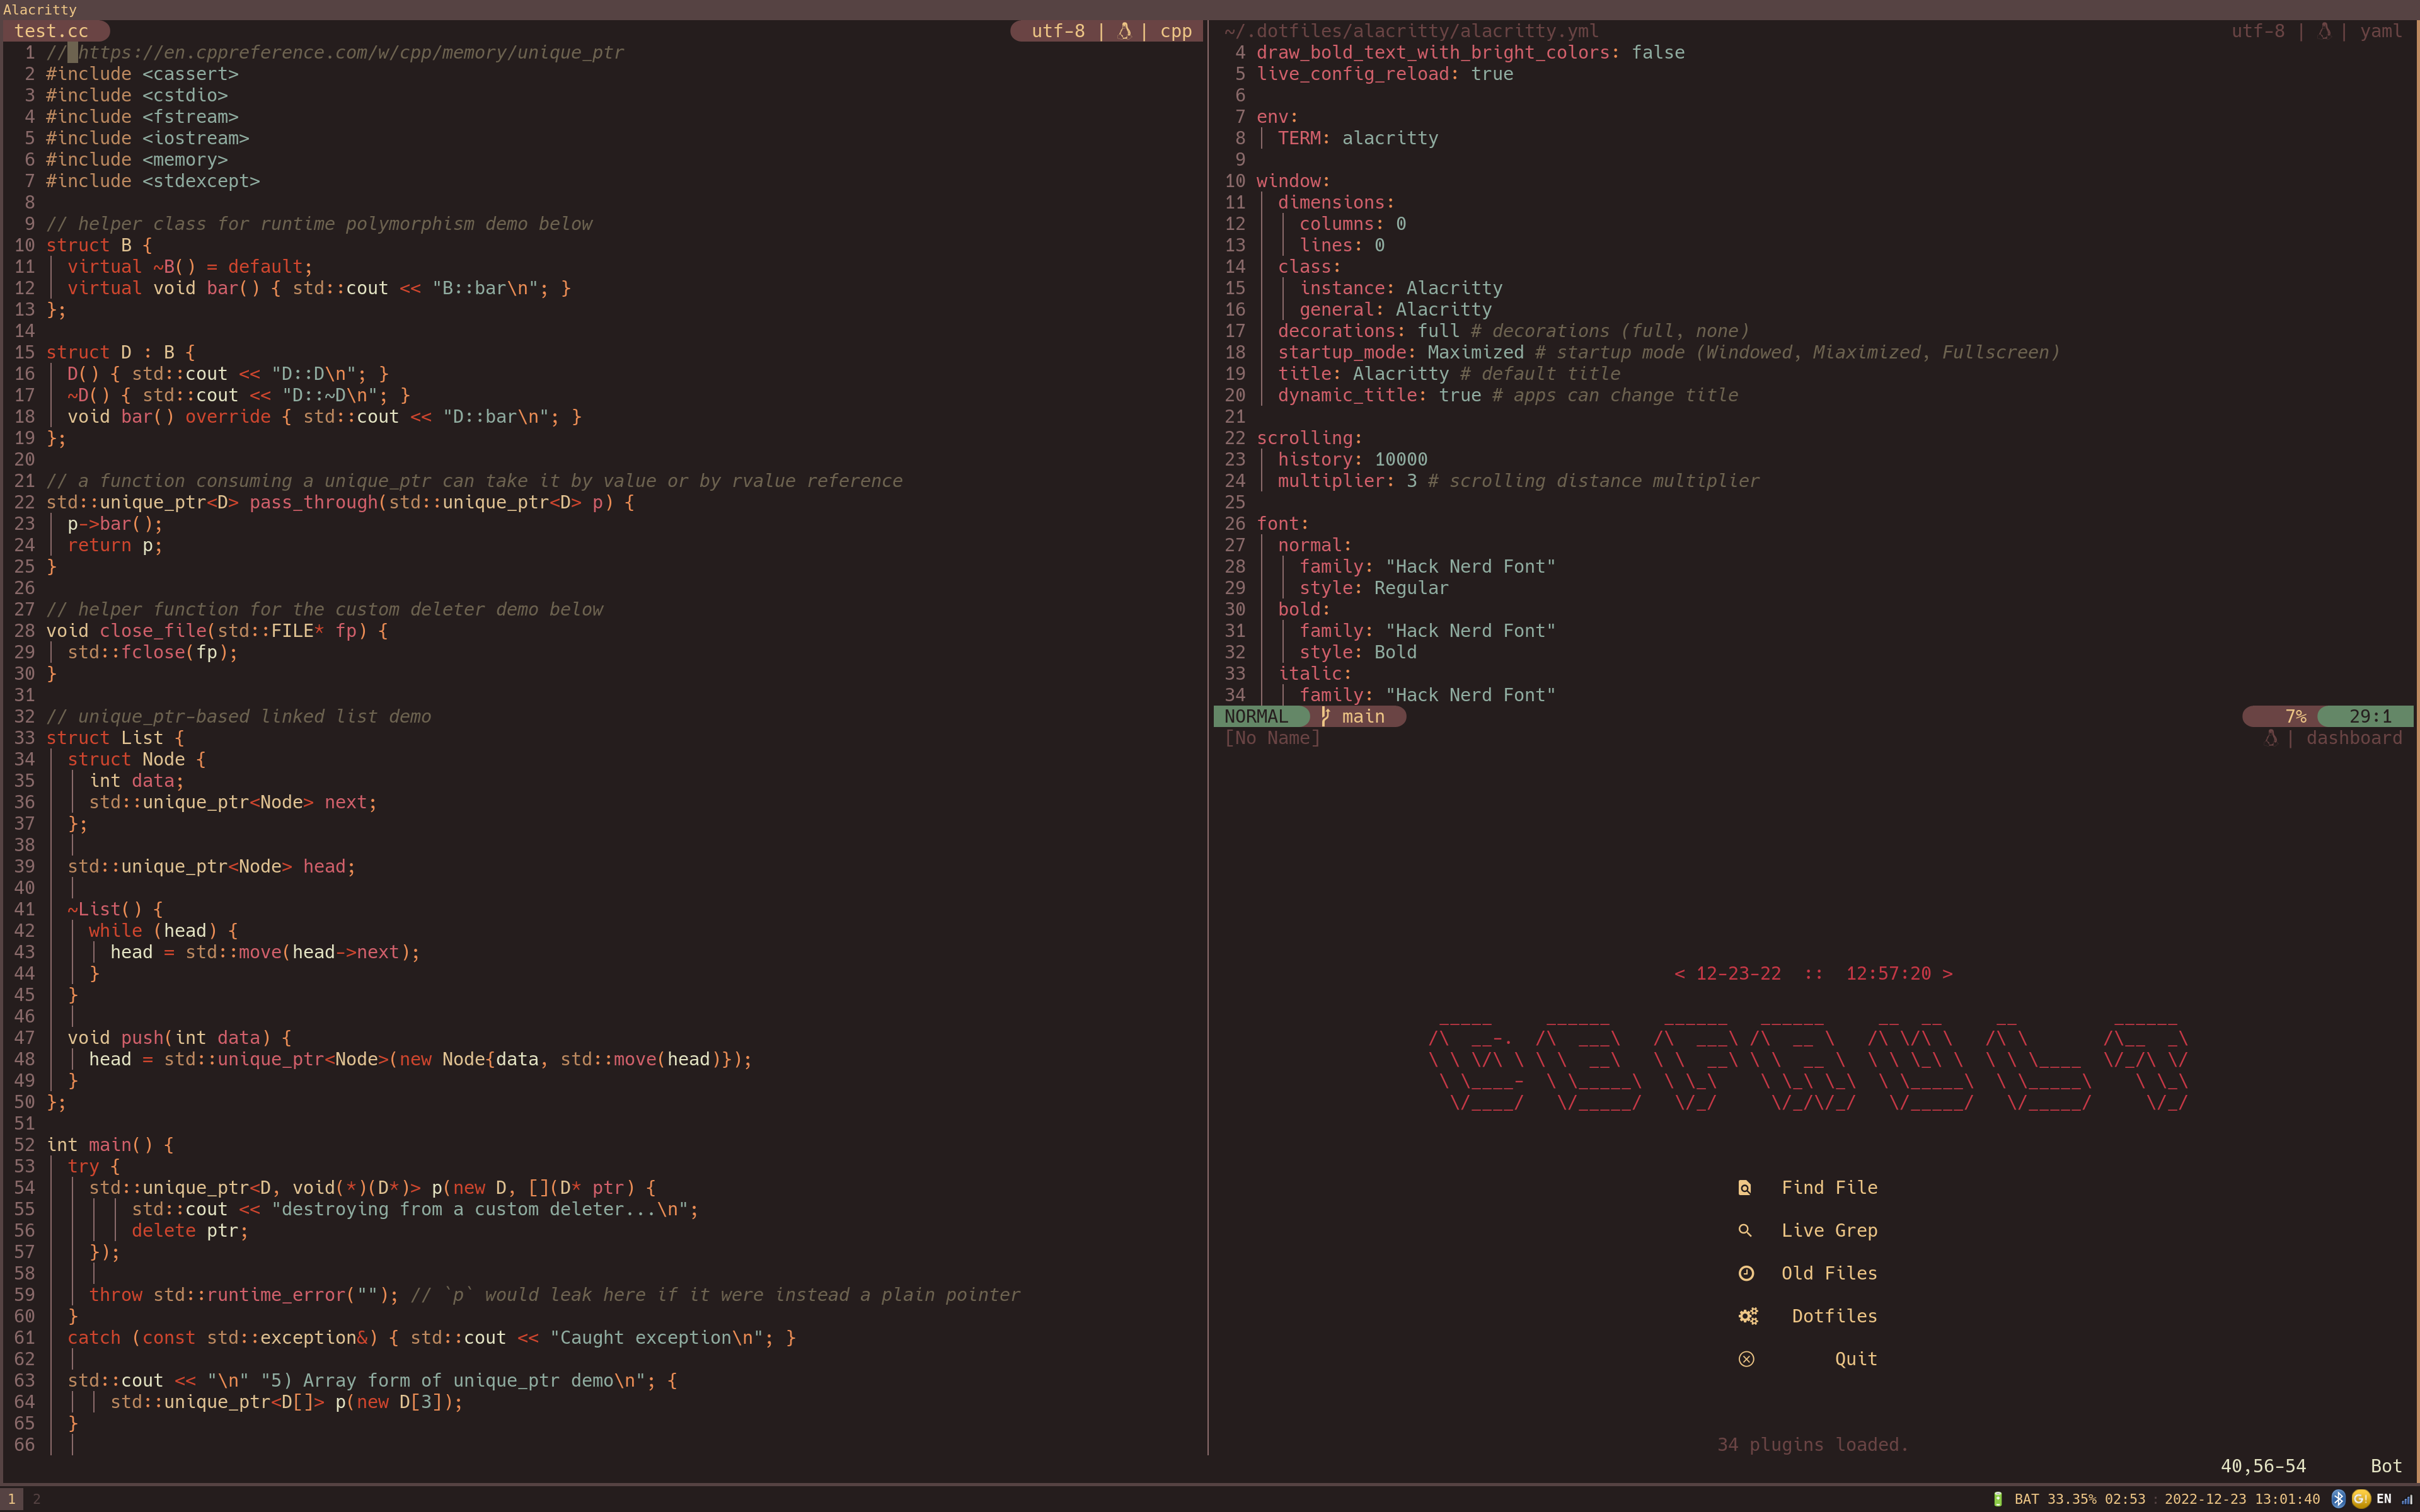 Alacritty
test.cc utf-8 | | cpp
1 // https://en.cppreference.com/w/cpp/memory/unique_ptr
2 #include <cassert>
3 #include <cstdio>
4 #include <fstream>
5 #include <iostream>
6 #include <memory>
7 #include <stdexcept>
8
9 // helper class for runtime polymorphism demo below
10 struct B {
11   virtual ~B() = default;
12   virtual void bar() { std::cout << "B::bar\n"; }
13 };
14
15 struct D : B {
16   D() { std::cout << "D::D\n"; }
17   ~D() { std::cout << "D::~D\n"; }
18   void bar() override { std::cout << "D::bar\n"; }
19 };
20
21 // a function consuming a unique_ptr can take it by value or by rvalue reference
22 std::unique_ptr<D> pass_through(std::unique_ptr<D> p) {
23   p->bar();
24   return p;
25 }
26
27 // helper function for the custom deleter demo below
28 void close_file(std::FILE* fp) {
29   std::fclose(fp);
30 }
31
32 // unique_ptr-based linked list demo
33 struct List {
34   struct Node {
35     int data;
36     std::unique_ptr<Node> next;
37   };
38
39   std::unique_ptr<Node> head;
40
41   ~List() {
42     while (head) {
43       head = std::move(head->next);
44     }
45   }
46
47   void push(int data) {
48     head = std::unique_ptr<Node>(new Node{data, std::move(head)});
49   }
50 };
51
52 int main() {
53   try {
54     std::unique_ptr<D, void(*)(D*)> p(new D, [](D* ptr) {
55         std::cout << "destroying from a custom deleter...\n";
56         delete ptr;
57     });
58
59     throw std::runtime_error(""); // `p` would leak here if it were instead a plain pointer
60   }
61   catch (const std::exception&) { std::cout << "Caught exception\n"; }
62
63   std::cout << "\n" "5) Array form of unique_ptr demo\n"; {
64       std::unique_ptr<D[]> p(new D[3]);
65   }
66
~/.dotfiles/alacritty/alacritty.yml utf-8 | | yaml
4 draw_bold_text_with_bright_colors: false
5 live_config_reload: true
6
7 env:
8   TERM: alacritty
9
10 window:
11   dimensions:
12     columns: 0
13     lines: 0
14   class:
15     instance: Alacritty
16     general: Alacritty
17   decorations: full # decorations (full, none)
18   startup_mode: Maximized # startup mode (Windowed, Miaximized, Fullscreen)
19   title: Alacritty # default title
20   dynamic_title: true # apps can change title
21
22 scrolling:
23   history: 10000
24   multiplier: 3 # scrolling distance multiplier
25
26 font:
27   normal:
28     family: "Hack Nerd Font"
29     style: Regular
30   bold:
31     family: "Hack Nerd Font"
32     style: Bold
33   italic:
34     family: "Hack Nerd Font"
NORMAL main 7% 29:1
[No Name] | dashboard
< 12-23-22 :: 12:57:20 >
DEFAULT
Find File
Live Grep
Old Files
Dotfiles
Quit
34 plugins loaded.
40,56-54 Bot
1 2 BAT 33.35% 02:53 : 2022-12-23 13:01:40 EN